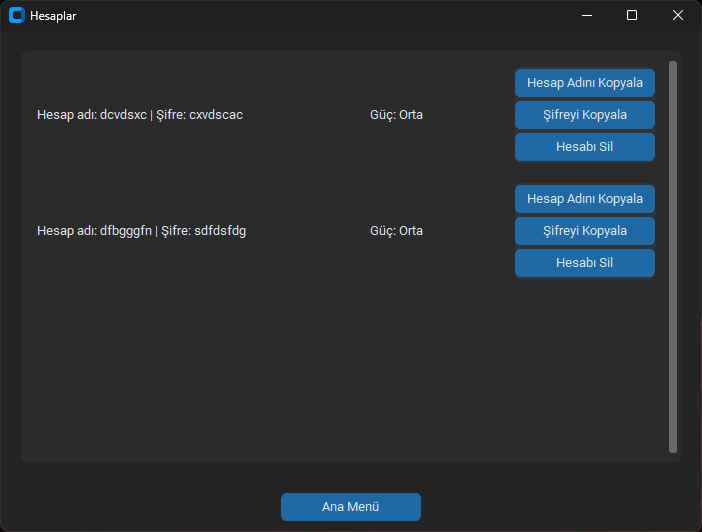 Hesaplar
Hesap Adını Kopyala
Hesap adı: dcvdsxc | Şifre: cxvdscac Güç: Orta Şifreyi Kopyala
Hesabı Sil
Hesap Adını Kopyala
Hesap adı: dfbgggfn | Şifre: sdfdsfdg Güç: Orta Şifreyi Kopyala
Hesabı Sil
Ana Menü